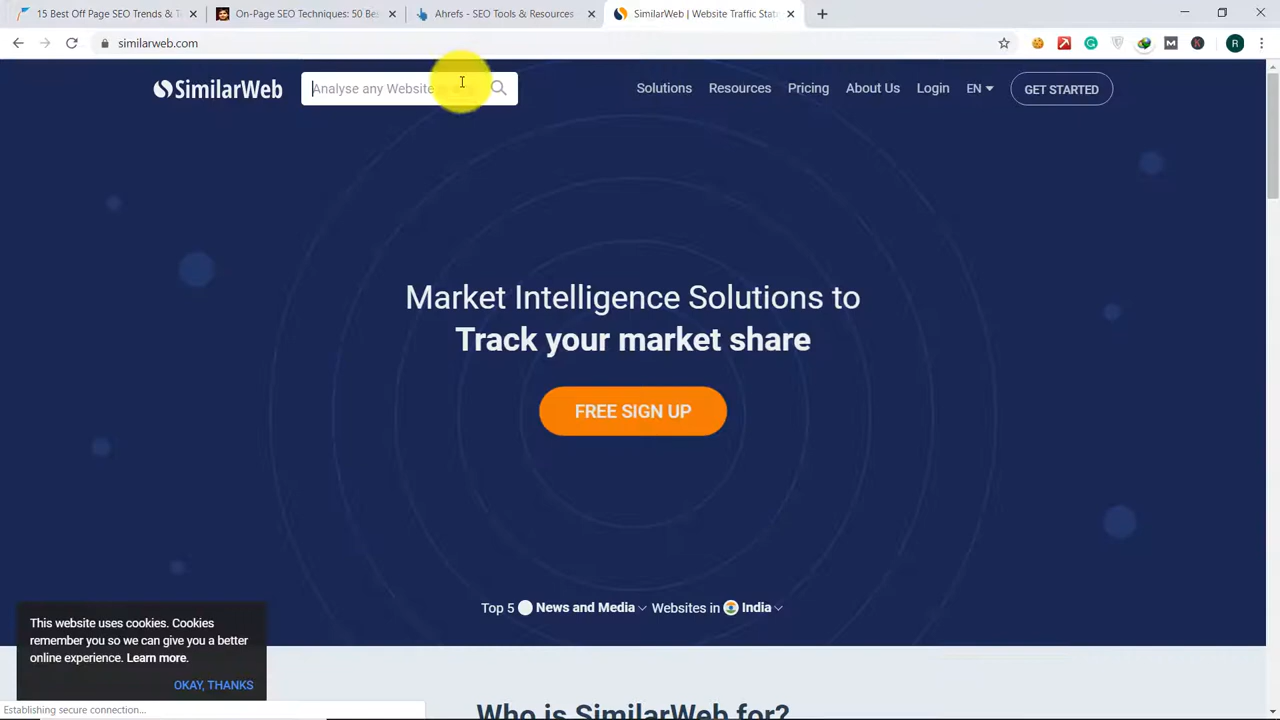 15 Best Off Page SEO Trends & T
On-Page SEO Techniques: 50 Be
Ahrefs - SEO Tools & Resources
SimilarWeb | Website Traffic Stat
similarweb.com
SimilarWeb
Analyse any Website
Solutions
Resources
Pricing
About Us
Login
EN
GET STARTED
Market Intelligence Solutions to
Track your market share
FREE SIGN UP
Top 5 News and Media Websites in India
This website uses cookies. Cookies
remember you so we can give you a better
online experience. Learn more.
OKAY, THANKS
Establishing secure connection...
Who is SimilarWeb for?